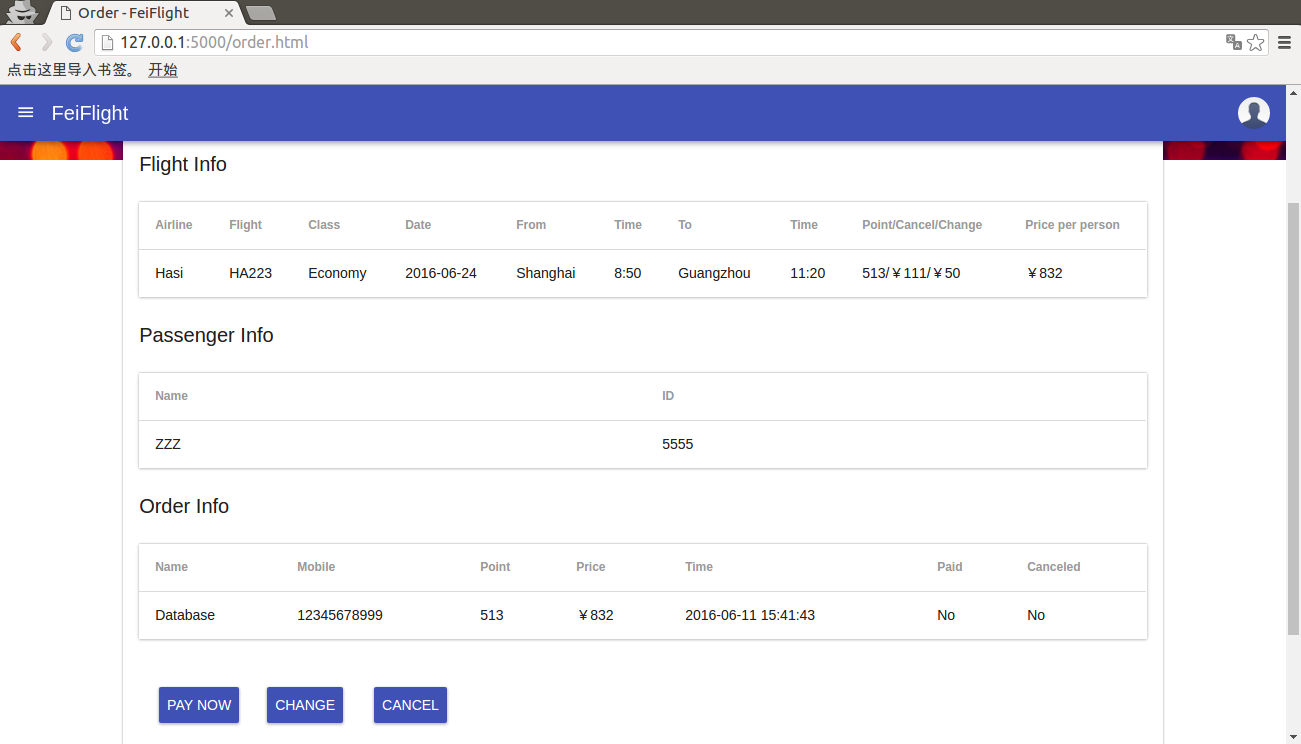 Order - FeiFlight
127.0.0.1:5000/order.html
点击这里导入书签。 开始
FeiFlight
Flight Info
Airline Flight Class Date From Time To Time Point/Cancel/Change Price per person
Hasi HA223 Economy 2016-06-24 Shanghai 8:50 Guangzhou 11:20 513/￥111/￥50 ￥832
Passenger Info
Name ID
ZZZ 5555
Order Info
Name Mobile Point Price Time Paid Canceled
Database 12345678999 513 ￥832 2016-06-11 15:41:43 No No
PAY NOW CHANGE CANCEL